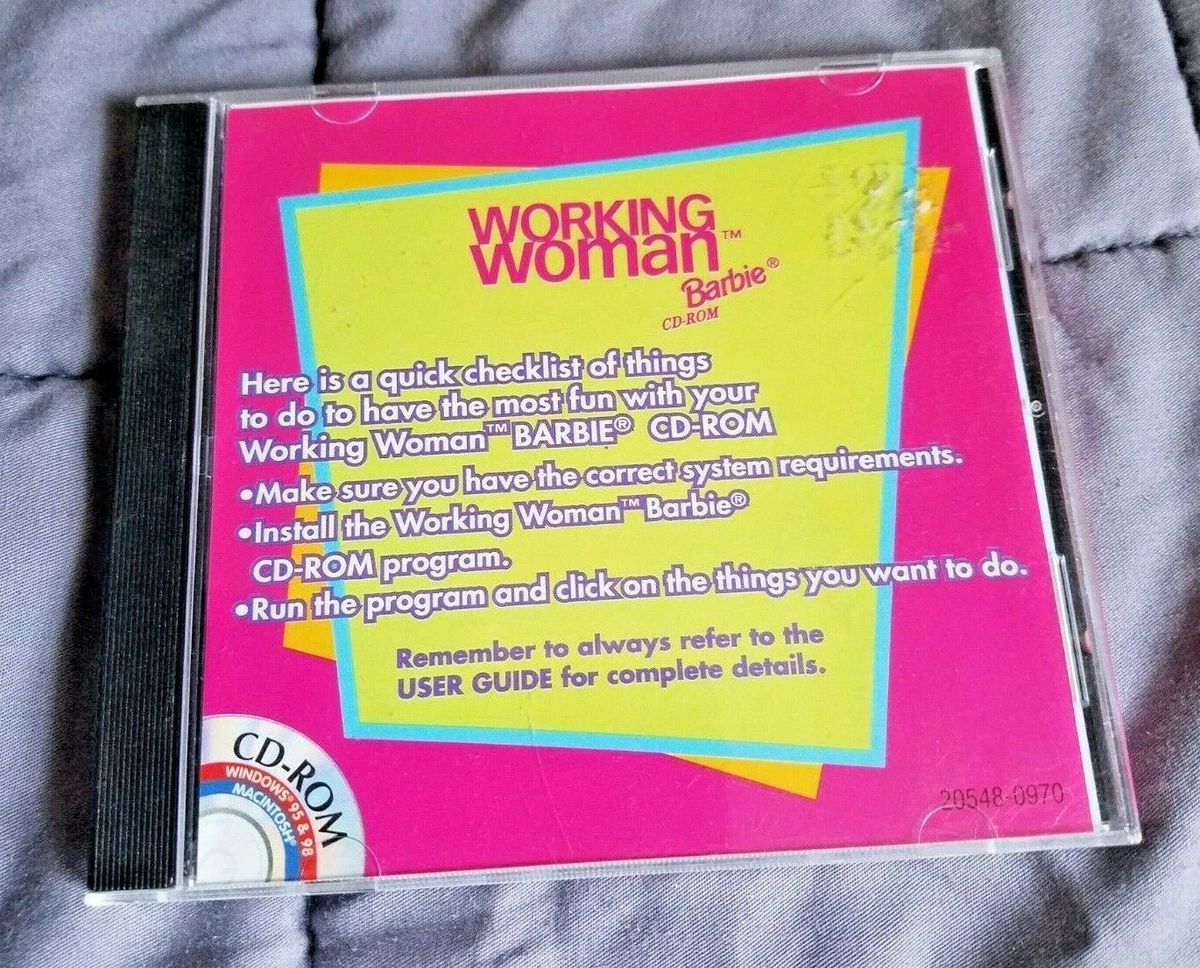 WORKING
woman™
Barbie®
CD-ROM
Here is a quick checklist of things
to do to have the most fun with your
Working Woman™ BARBIE® CD-ROM
•Make sure you have the correct system requirements.
•Install the Working Woman™ Barbie®
CD-ROM program.
•Run the program and click on the things you want to do.
Remember to always refer to the
USER GUIDE for complete details.
CD-ROM
WINDOWS® 95 & 98
MACINTOSH®
20548-0970